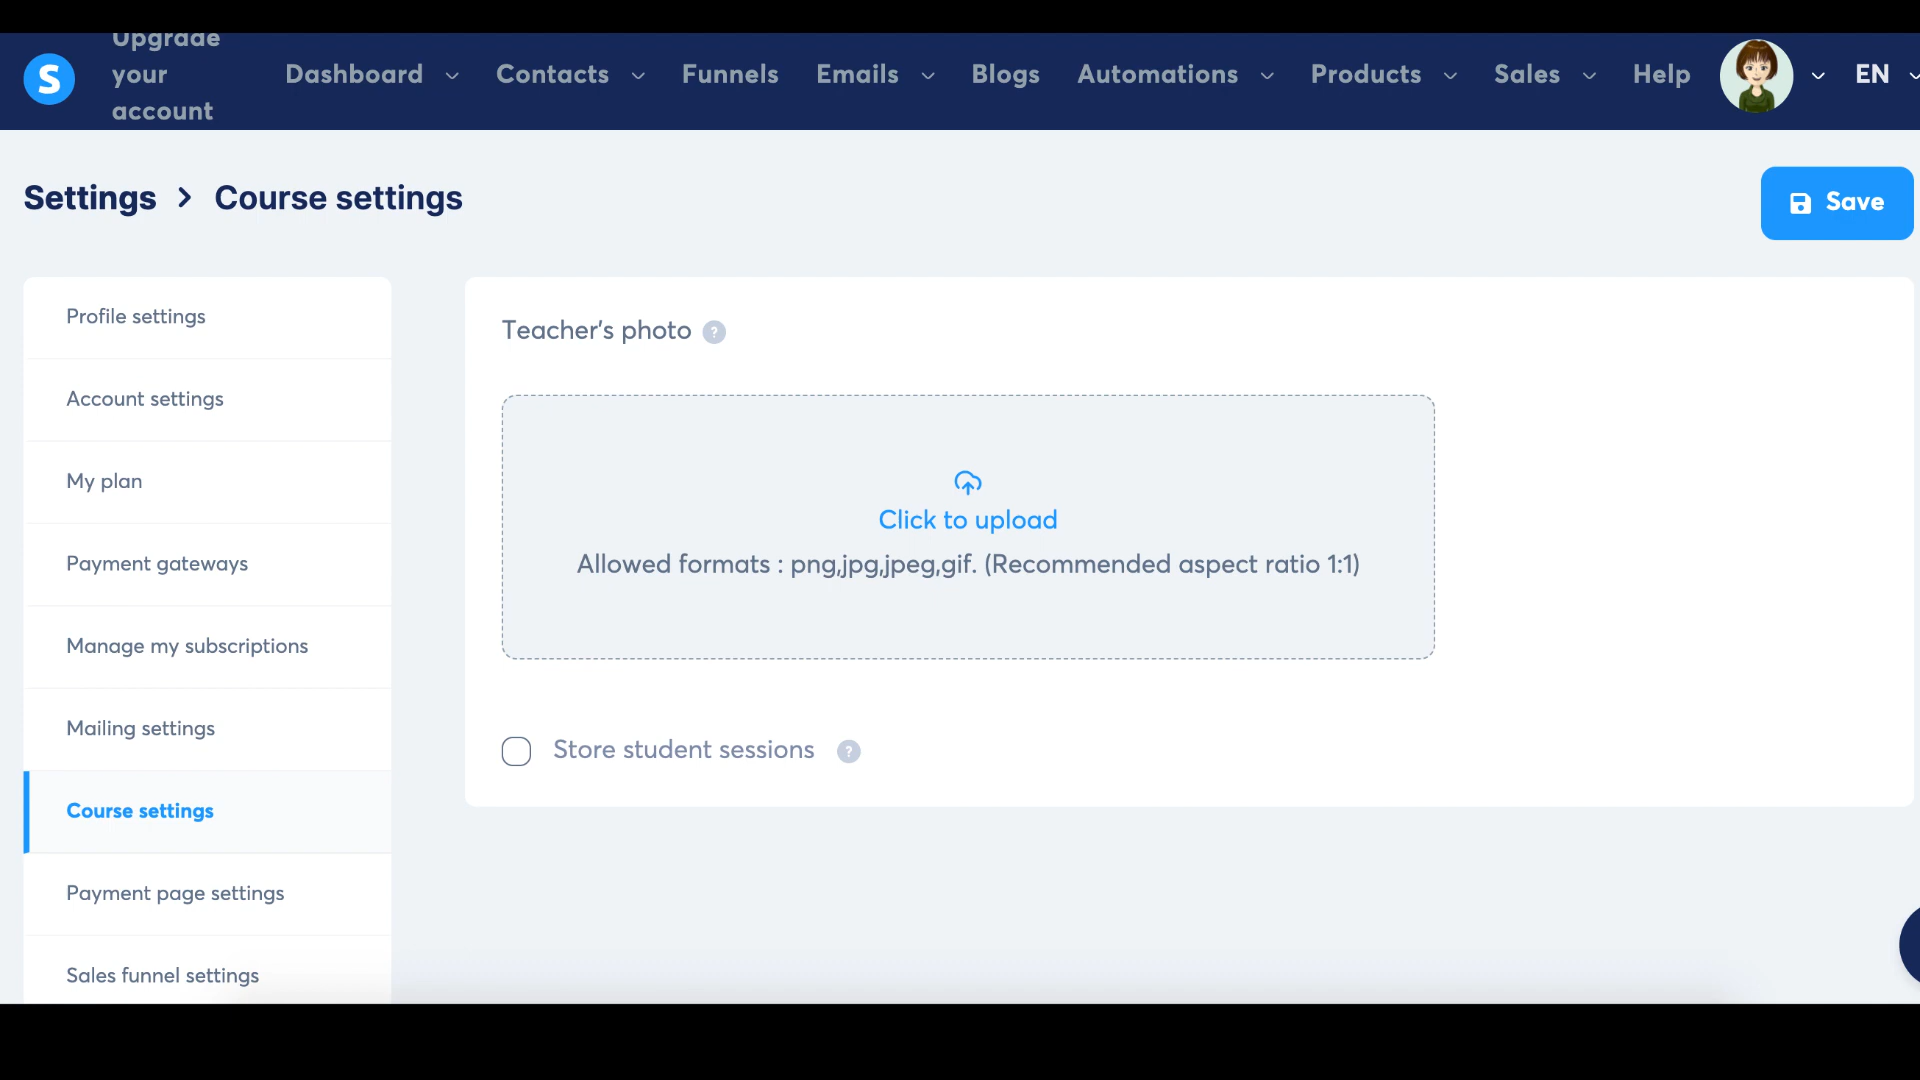 Upgrade
your
account
S
Dashboard
Contacts
Funnels
Emails
Blogs
Automations
Products
Sales
Help
EN
Settings > Course settings
Save
Profile settings
Account settings
My plan
Payment gateways
Manage my subscriptions
Mailing settings
Course settings
Payment page settings
Sales funnel settings
Teacher's photo ?
Click to upload
Allowed formats : png,jpg,jpeg,gif. (Recommended aspect ratio 1:1)
Store student sessions ?